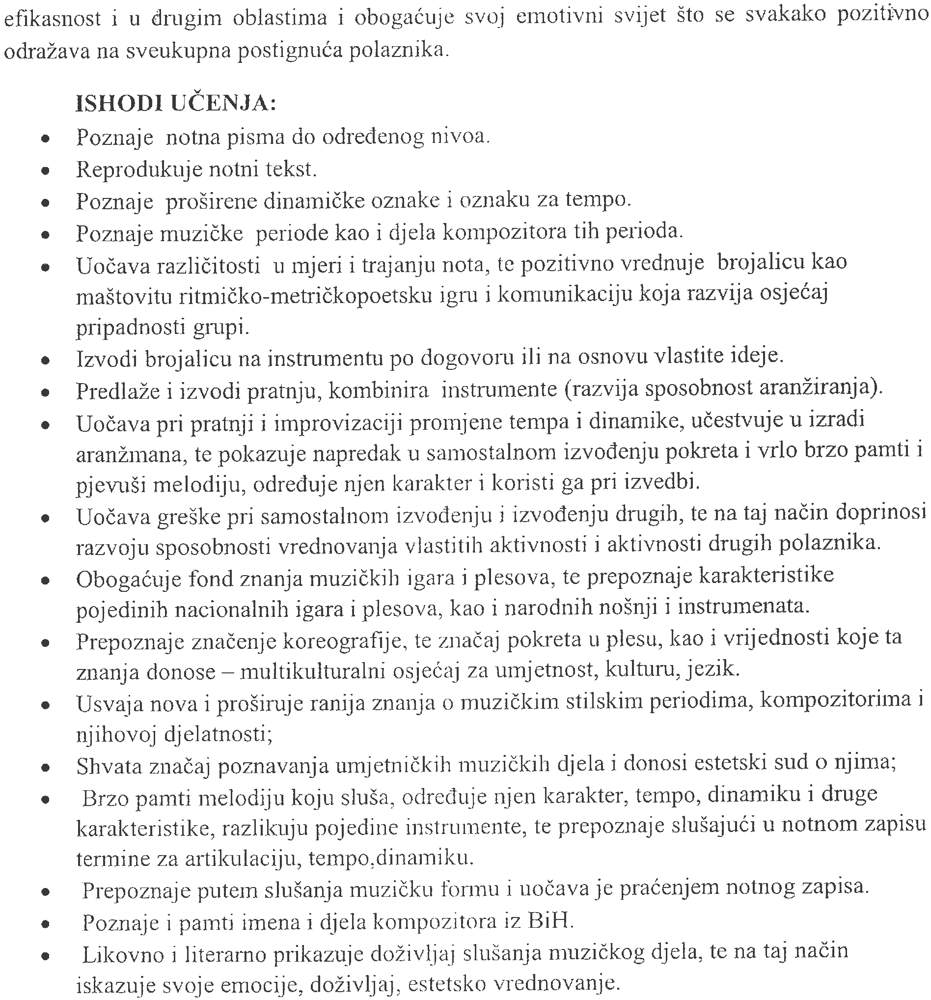 efikasnost i u drugim oblastima i obogaćuje svoj emotivni svijet što se svakako pozitivno
odražava na sveukupna postignuća polaznika.
ISHODI UČENJA:
• Poznaje notna pisma do određenog nivoa.
• Reprodukuje notni tekst.
• Poznaje proširene dinamičke oznake i oznaku za tempo.
• Poznaje muzičke periode kao i djela kompozitora tih perioda.
• Uočava različitosti u mjeri i trajanju nota, te pozitivno vrednuje brojalicu kao
maštovitu ritmičko-metričkopoetsku igru i komunikaciju koja razvija osjećaj
pripadnosti grupi.
• Izvodi brojalicu na instrumentu po dogovoru ili na osnovu vlastite ideje.
• Predlaže i izvodi pratnju, kombinira instrumente (razvija sposobnost aranžiranja).
• Uočava pri pratnji i improvizaciji promjene tempa i dinamike, učestvuje u izradi
aranžmana, te pokazuje napredak u samostalnom izvođenju pokreta i vrlo brzo pamti i
pjevuši melodiju, određuje njen karakter i koristi ga pri izvedbi.
• Uočava greške pri samostalnom izvođenju i izvođenju drugih, te na taj način doprinosi
razvoju sposobnosti vrednovanja vlastitih aktivnosti i aktivnosti drugih polaznika.
• Obogaćuje fond znanja muzičkih igara i plesova, te prepoznaje karakteristike
pojedinih nacionalnih igara i plesova, kao i narodnih nošnji i instrumenata.
• Prepoznaje značenje koreografije, te značaj pokreta u plesu, kao i vrijednosti koje ta
znanja donose – multikulturalni osjećaj za umjetnost, kulturu, jezik.
• Usvaja nova i proširuje ranija znanja o muzičkim stilskim periodima, kompozitorima i
njihovoj djelatnosti;
• Shvata značaj poznavanja umjetničkih muzičkih djela i donosi estetski sud o njima;
• Brzo pamti melodiju koju sluša, određuje njen karakter, tempo, dinamiku i druge
karakteristike, razlikuju pojedine instrumente, te prepoznaje slušajući u notnom zapisu
termine za artikulaciju, tempo,dinamiku.
• Prepoznaje putem slušanja muzičku formu i uočava je praćenjem notnog zapisa.
• Poznaje i pamti imena i djela kompozitora iz BiH.
• Likovno i literarno prikazuje doživljaj slušanja muzičkog djela, te na taj način
iskazuje svoje emocije, doživljaj, estetsko vrednovanje.